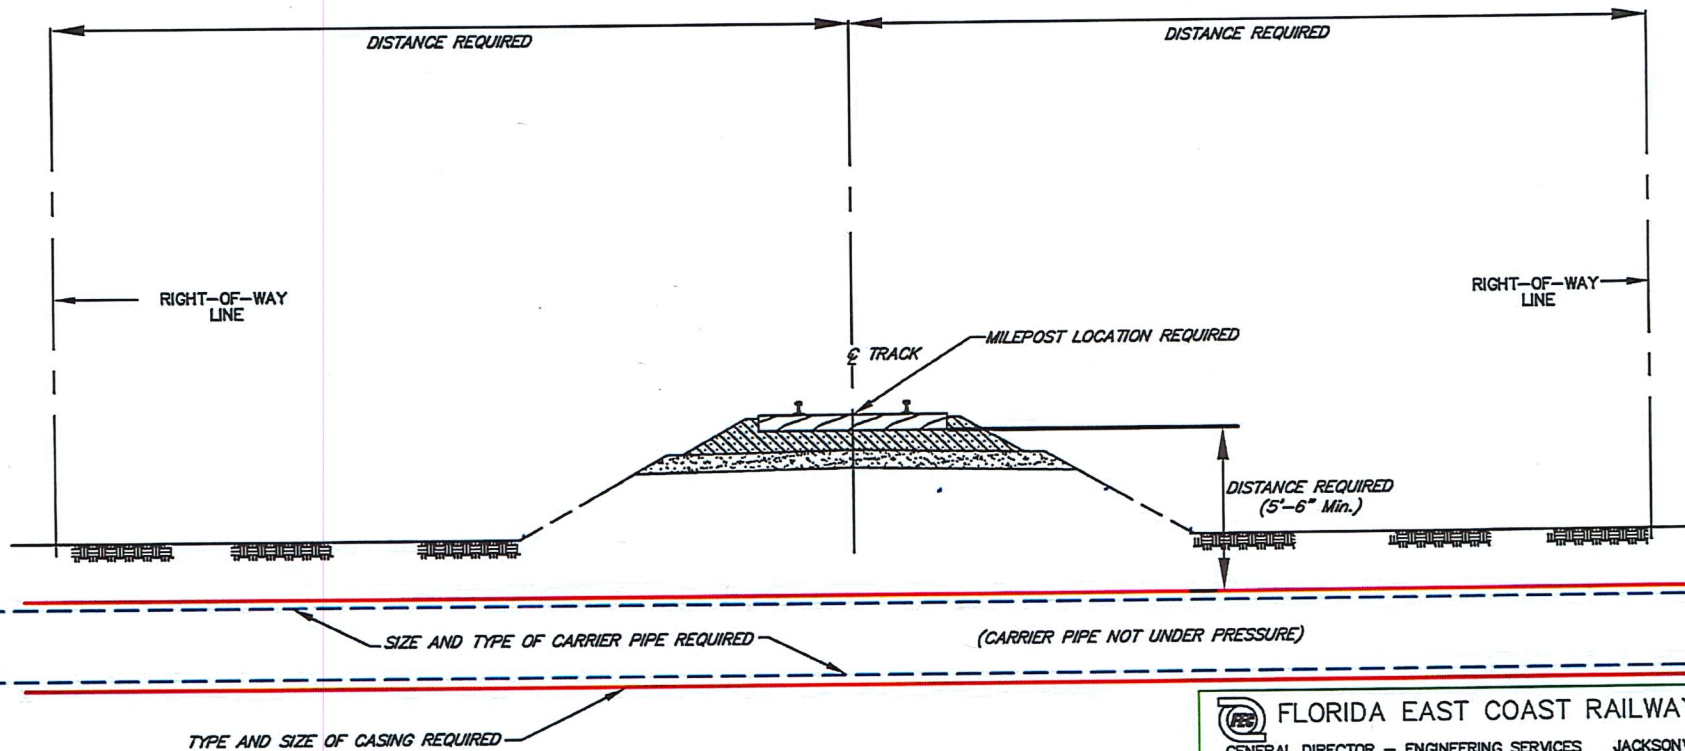 DISTANCE REQUIRED
DISTANCE REQUIRED
RIGHT-OF-WAY
LINE
RIGHT-OF-WAY
LINE
℄ TRACK
MILEPOST LOCATION REQUIRED
DISTANCE REQUIRED
(5'-6" Min.)
SIZE AND TYPE OF CARRIER PIPE REQUIRED
(CARRIER PIPE NOT UNDER PRESSURE)
TYPE AND SIZE OF CASING REQUIRED
FEC
FLORIDA EAST COAST RAILWAY
GENERAL DIRECTOR - ENGINEERING SERVICES